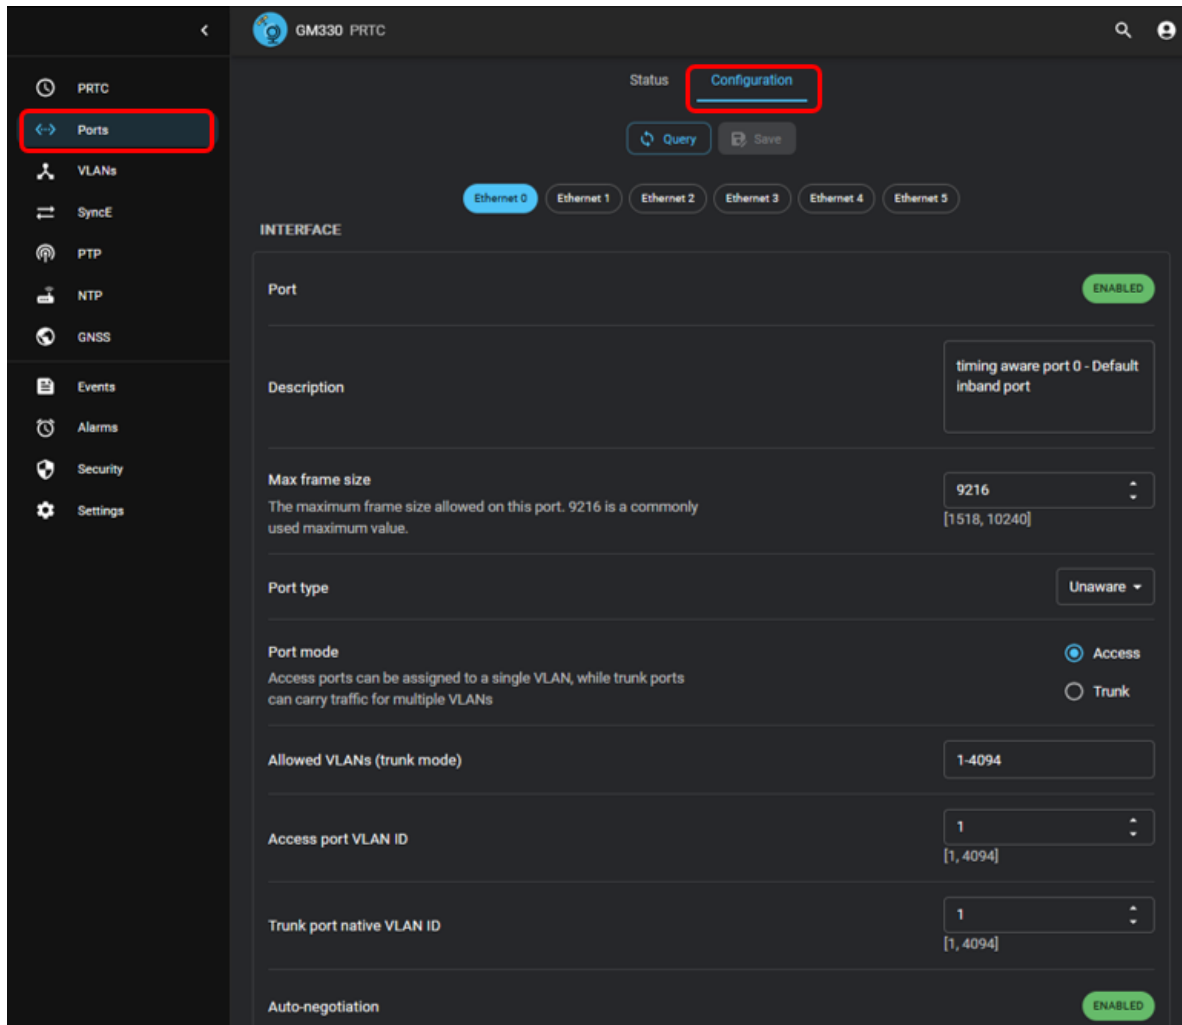 GM330 PRTC
PRTC
Ports
VLANs
SyncE
PTP
NTP
GNSS
Events
Alarms
Security
Settings
Status
Configuration
Query
Save
Ethernet 0
Ethernet 1
Ethernet 2
Ethernet 3
Ethernet 4
Ethernet 5
INTERFACE
Port
ENABLED
Description
timing aware port 0 - Default
inband port
Max frame size
The maximum frame size allowed on this port. 9216 is a commonly
used maximum value.
9216
[1518, 10240]
Port type
Unaware
Port mode
Access ports can be assigned to a single VLAN, while trunk ports
can carry traffic for multiple VLANs
Access
Trunk
Allowed VLANs (trunk mode)
1-4094
Access port VLAN ID
1
[1, 4094]
Trunk port native VLAN ID
1
[1, 4094]
Auto-negotiation
ENABLED